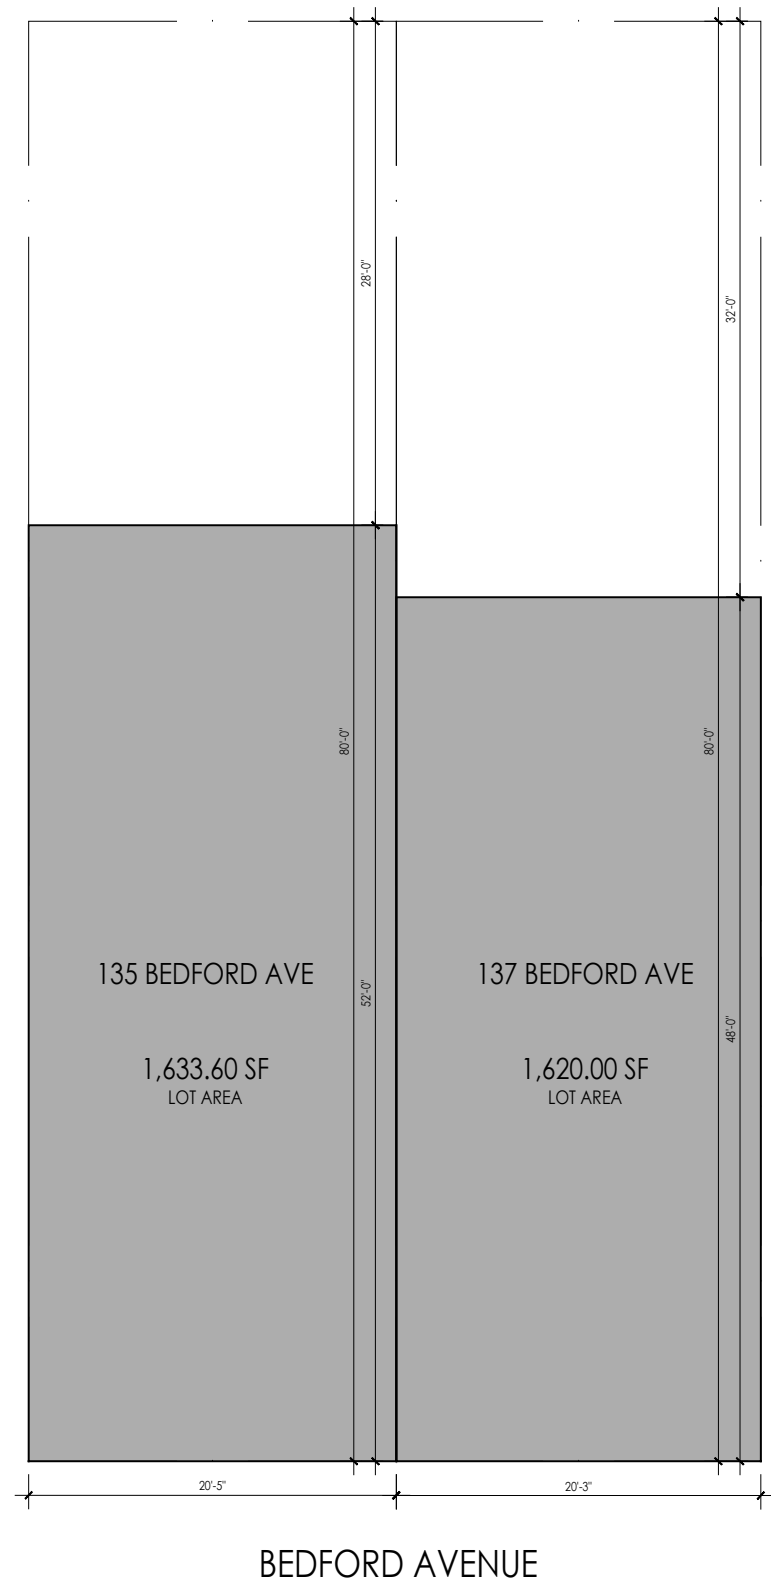 28'-0"
32'-0"
80'-0"
80'-0"
135 BEDFORD AVE
137 BEDFORD AVE
52'-0"
48'-0"
1,633.60 SF
LOT AREA
1,620.00 SF
LOT AREA
20'-5"
20'-3"
BEDFORD AVENUE